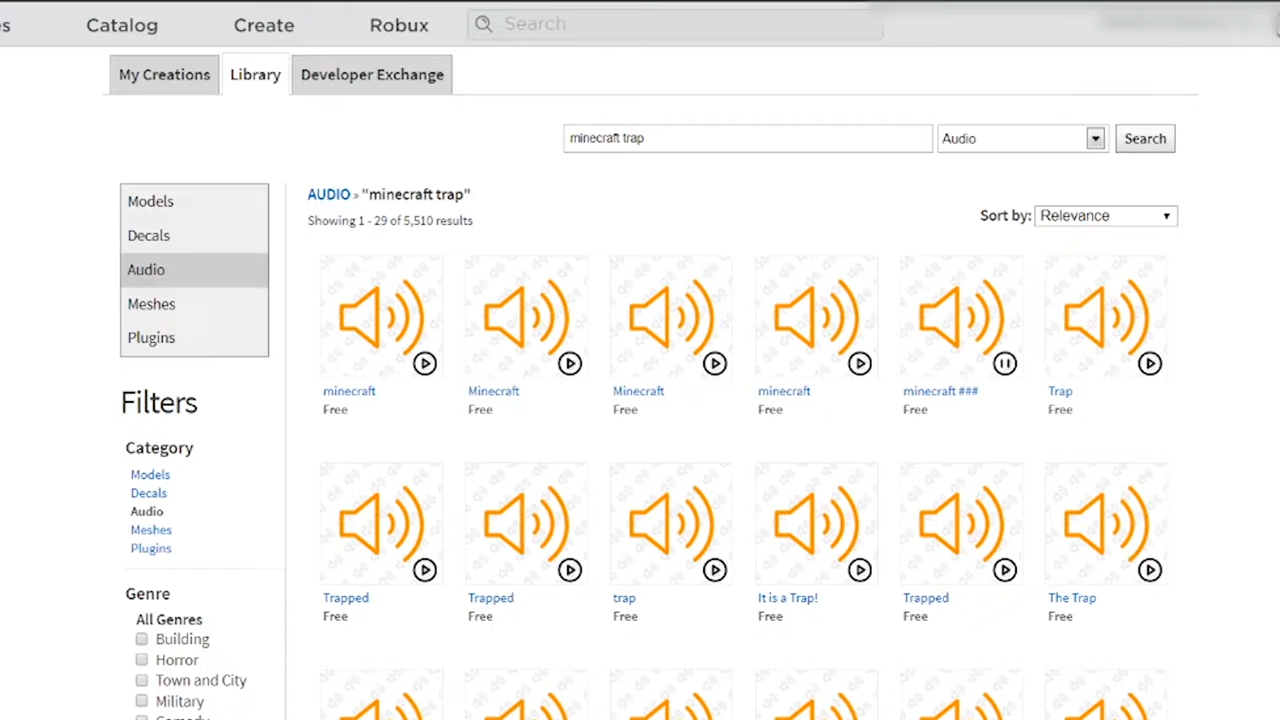 es Catalog Create Robux Search
My Creations Library Developer Exchange
minecraft trap Audio Search
Models
Decals
Audio
Meshes
Plugins
AUDIO » "minecraft trap"
Showing 1 - 29 of 5,510 results
Sort by: Relevance
minecraft Minecraft Minecraft minecraft minecraft ### Trap
Free Free Free Free Free Free
Filters
Category
Models
Decals
Audio
Meshes
Plugins
Trapped Trapped trap It is a Trap! Trapped The Trap
Free Free Free Free Free Free
Genre
All Genres
Building
Horror
Town and City
Military
Comedy